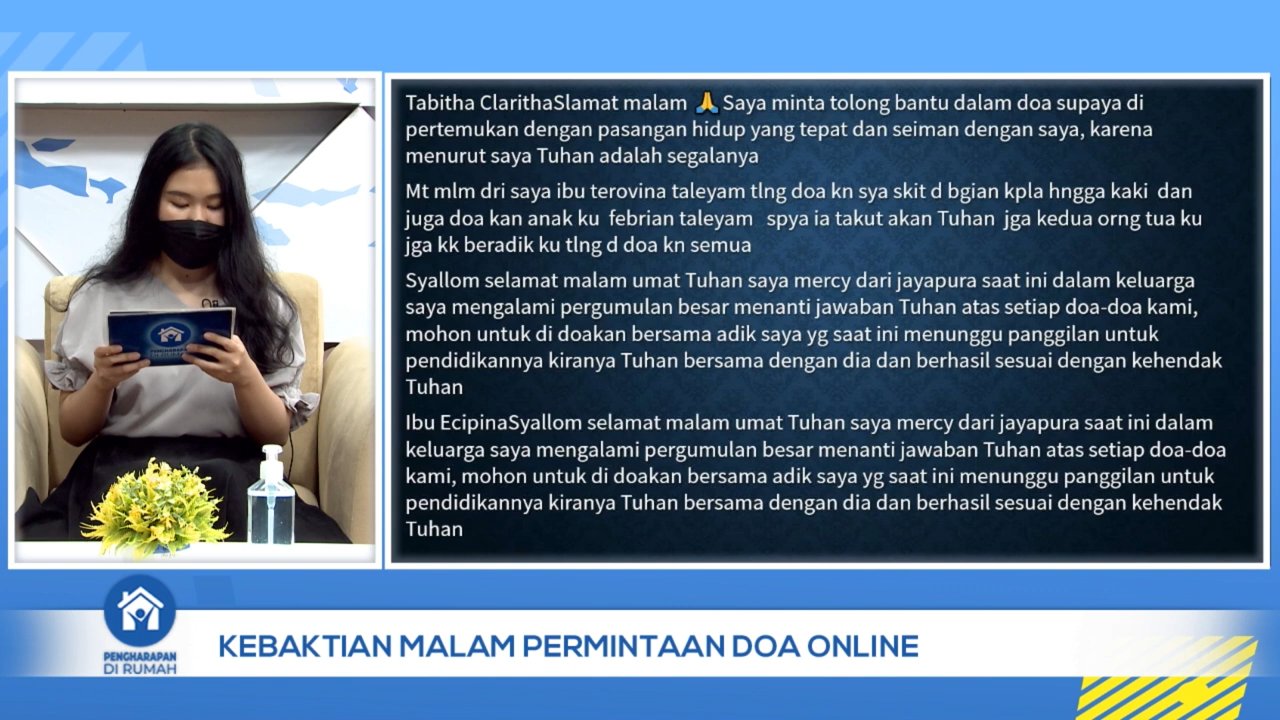 Tabitha ClarithaSlamat malam 🙏 Saya minta tolong bantu dalam doa supaya di
pertemukan dengan pasangan hidup yang tepat dan seiman dengan saya, karena
menurut saya Tuhan adalah segalanya
Mt mlm dri saya ibu terovina taleyam tlng doa kn sya skit d bgian kpla hngga kaki dan
juga doa kan anak ku febrian taleyam spya ia takut akan Tuhan jga kedua orng tua ku
jga kk beradik ku tlng d doa kn semua
Syallom selamat malam umat Tuhan saya mercy dari jayapura saat ini dalam keluarga
saya mengalami pergumulan besar menanti jawaban Tuhan atas setiap doa-doa kami,
mohon untuk di doakan bersama adik saya yg saat ini menunggu panggilan untuk
pendidikannya kiranya Tuhan bersama dengan dia dan berhasil sesuai dengan kehendak
Tuhan
Ibu EcipinaSyallom selamat malam umat Tuhan saya mercy dari jayapura saat ini dalam
keluarga saya mengalami pergumulan besar menanti jawaban Tuhan atas setiap doa-doa
kami, mohon untuk di doakan bersama adik saya yg saat ini menunggu panggilan untuk
pendidikannya kiranya Tuhan bersama dengan dia dan berhasil sesuai dengan kehendak
Tuhan
PENGHARAPAN
DI RUMAH
KEBAKTIAN MALAM PERMINTAAN DOA ONLINE